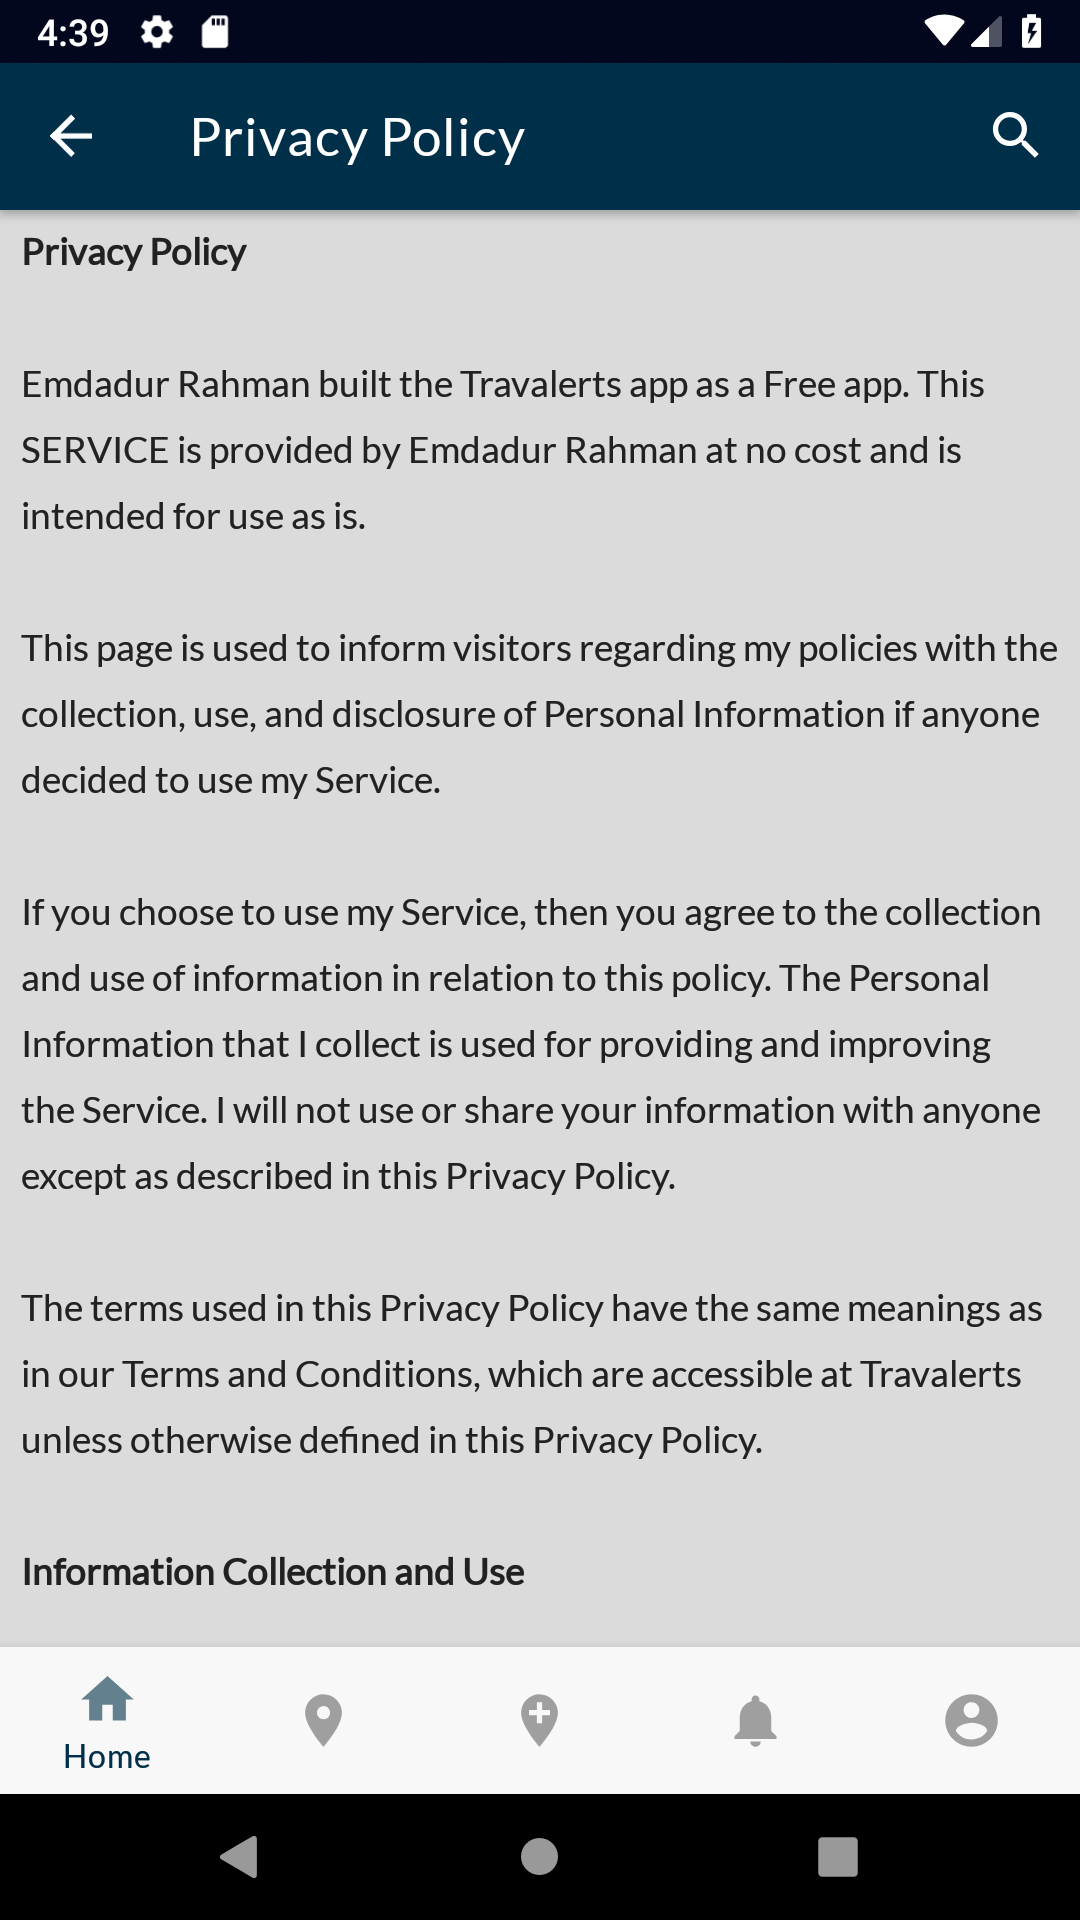 4:39
Privacy Policy
Privacy Policy
Emdadur Rahman built the Travalerts app as a Free app. This
SERVICE is provided by Emdadur Rahman at no cost and is
intended for use as is.
This page is used to inform visitors regarding my policies with the
collection, use, and disclosure of Personal Information if anyone
decided to use my Service.
If you choose to use my Service, then you agree to the collection
and use of information in relation to this policy. The Personal
Information that I collect is used for providing and improving
the Service. I will not use or share your information with anyone
except as described in this Privacy Policy.
The terms used in this Privacy Policy have the same meanings as
in our Terms and Conditions, which are accessible at Travalerts
unless otherwise defined in this Privacy Policy.
Information Collection and Use
Home